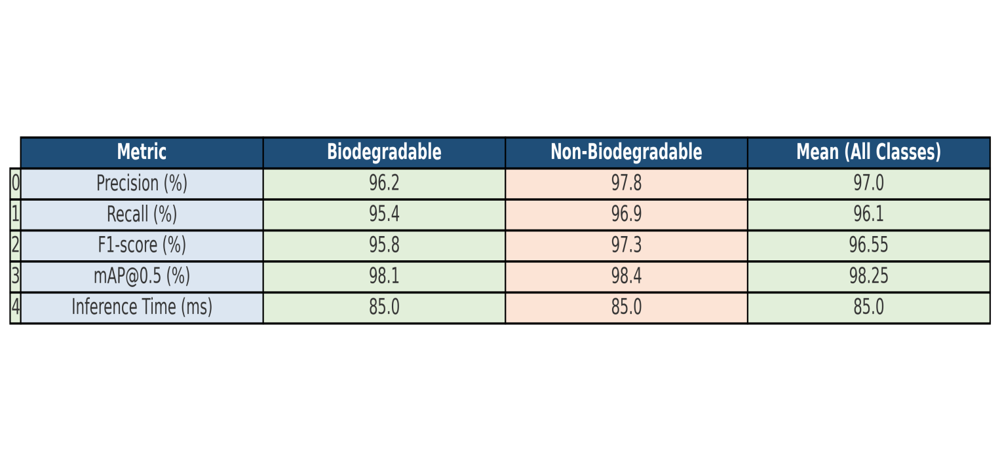 Metric Biodegradable Non-Biodegradable Mean (All Classes)
0 Precision (%) 96.2 97.8 97.0
1 Recall (%) 95.4 96.9 96.1
2 F1-score (%) 95.8 97.3 96.55
3 mAP@0.5 (%) 98.1 98.4 98.25
4 Inference Time (ms) 85.0 85.0 85.0